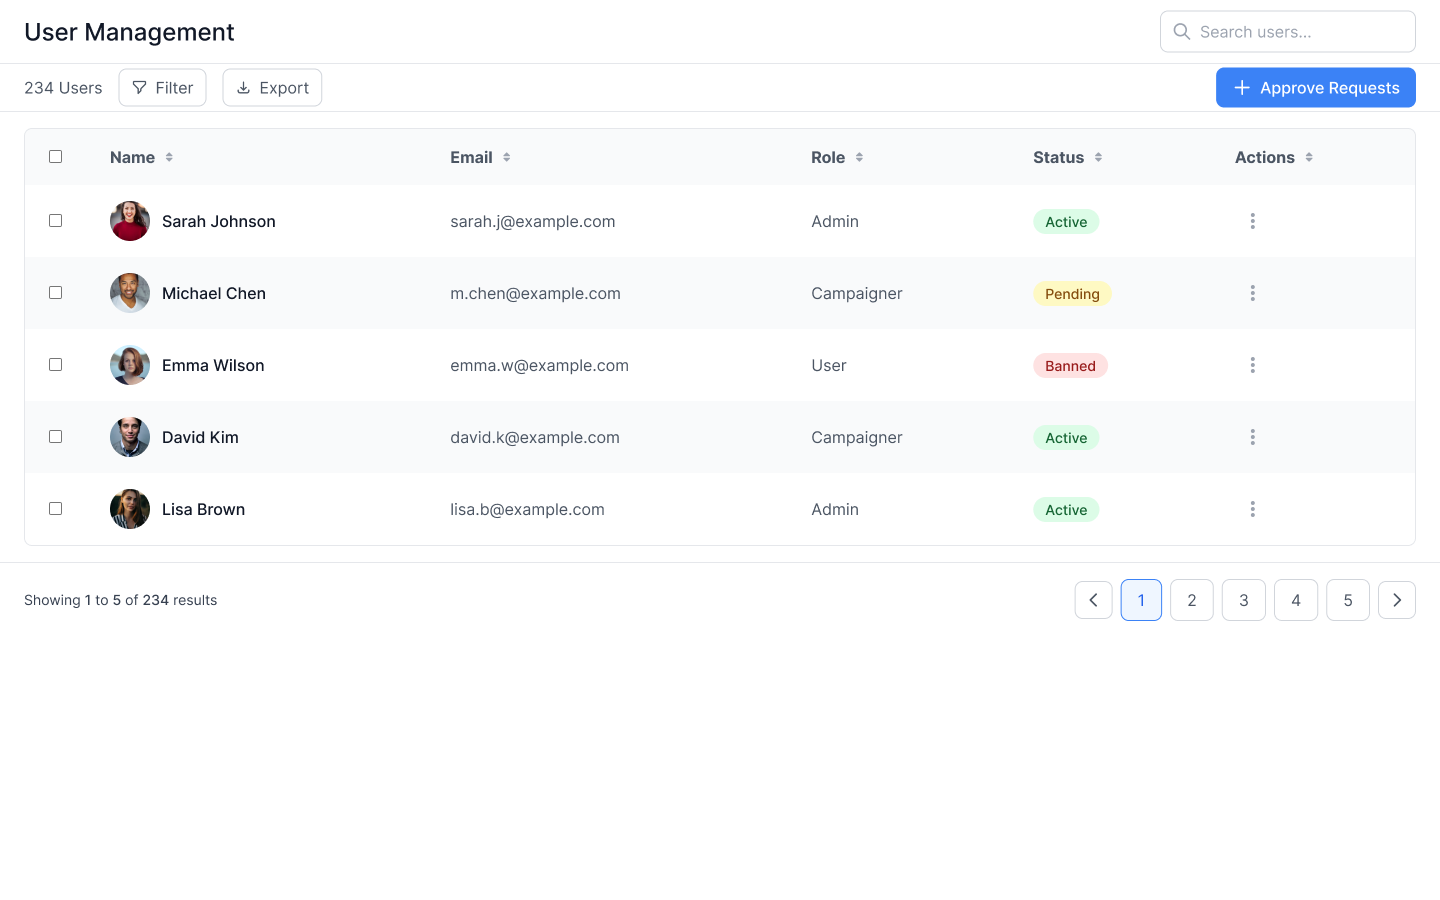 User Management
Search users...
234 Users Filter Export Approve Requests
Name Email Role Status Actions
Sarah Johnson sarah.j@example.com Admin Active
Michael Chen m.chen@example.com Campaigner Pending
Emma Wilson emma.w@example.com User Banned
David Kim david.k@example.com Campaigner Active
Lisa Brown lisa.b@example.com Admin Active
Showing 1 to 5 of 234 results 1 2 3 4 5